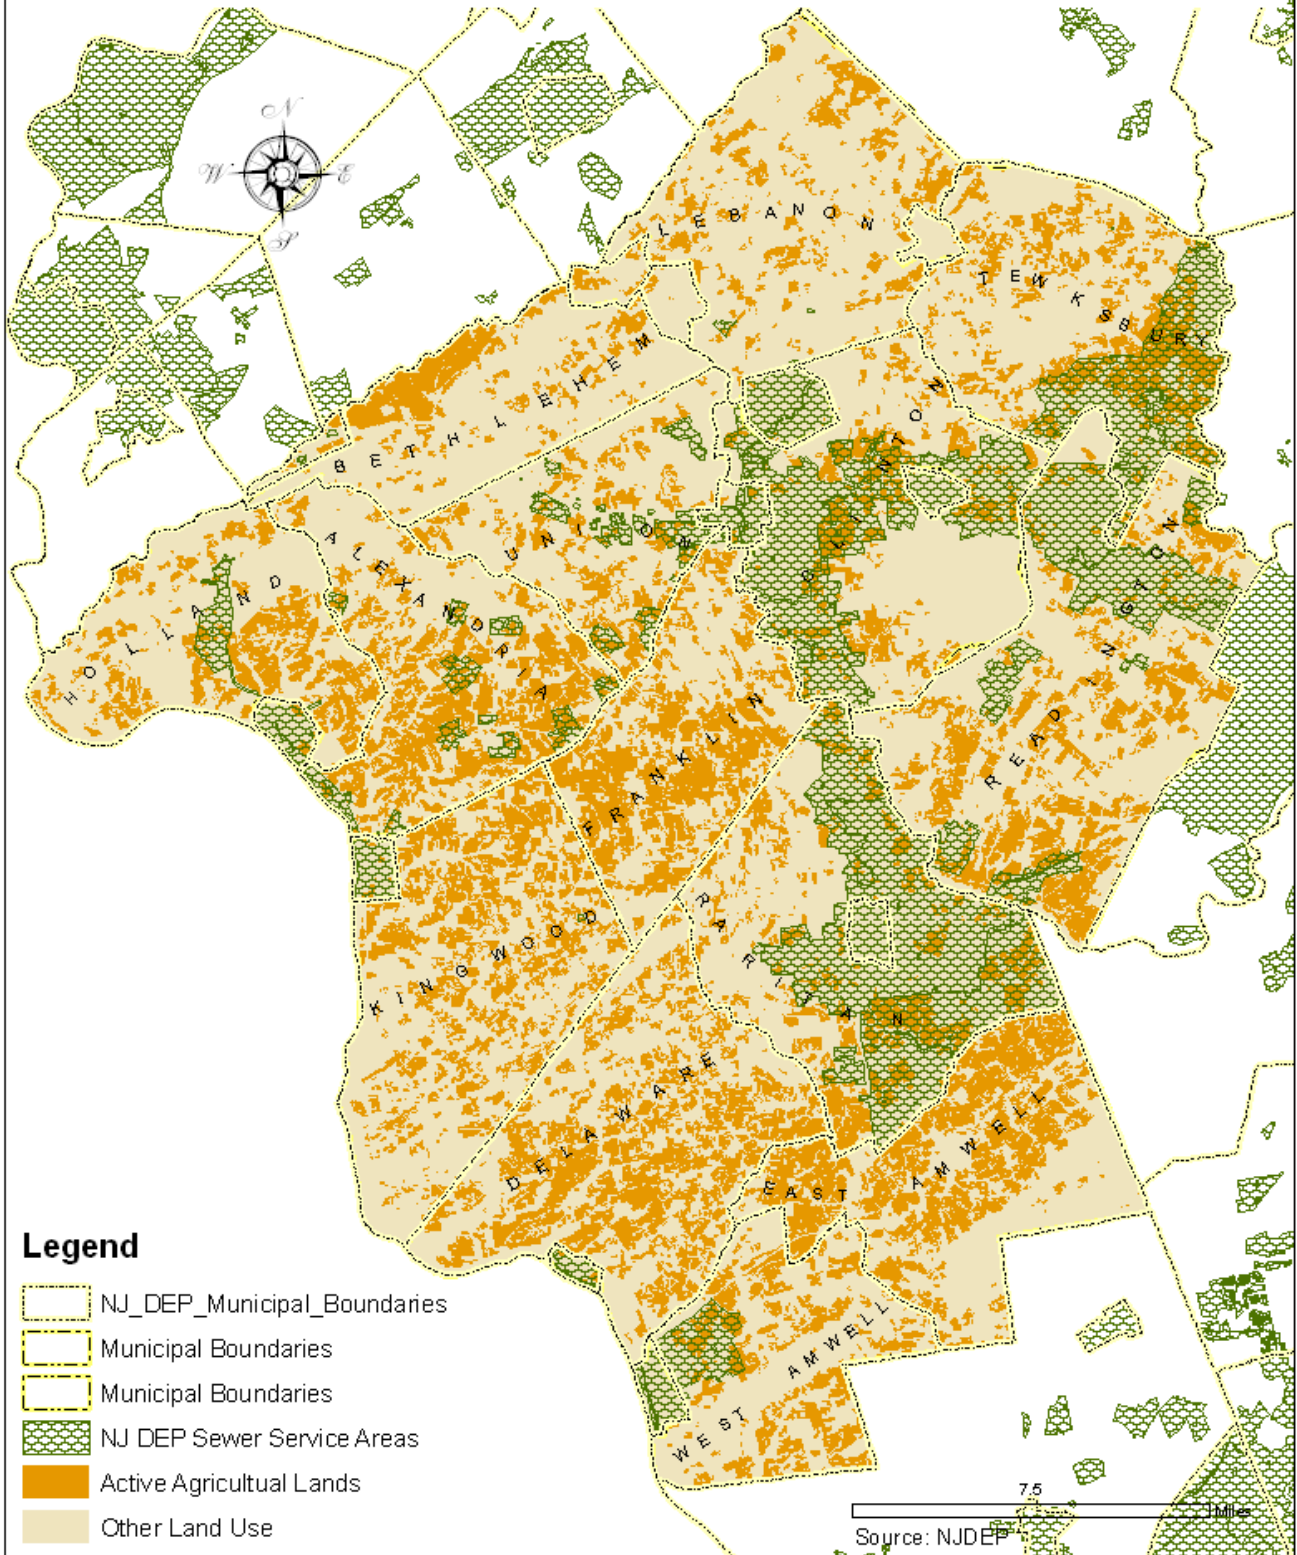 N
W E
S
LEBANON
TEWKSBURY
BETHLEHEM
CLINTON
UNION
ALEXANDRIA
HOLLAND
READINGTON
FRANKLIN
RARITAN
KINGWOOD
DELAWARE
EAST AMWELL
WEST AMWELL
Legend
NJ_DEP_Municipal_Boundaries
Municipal Boundaries
Municipal Boundaries
NJ DEP Sewer Service Areas
Active Agricultual Lands
Other Land Use
7.5
Miles
Source: NJDEP